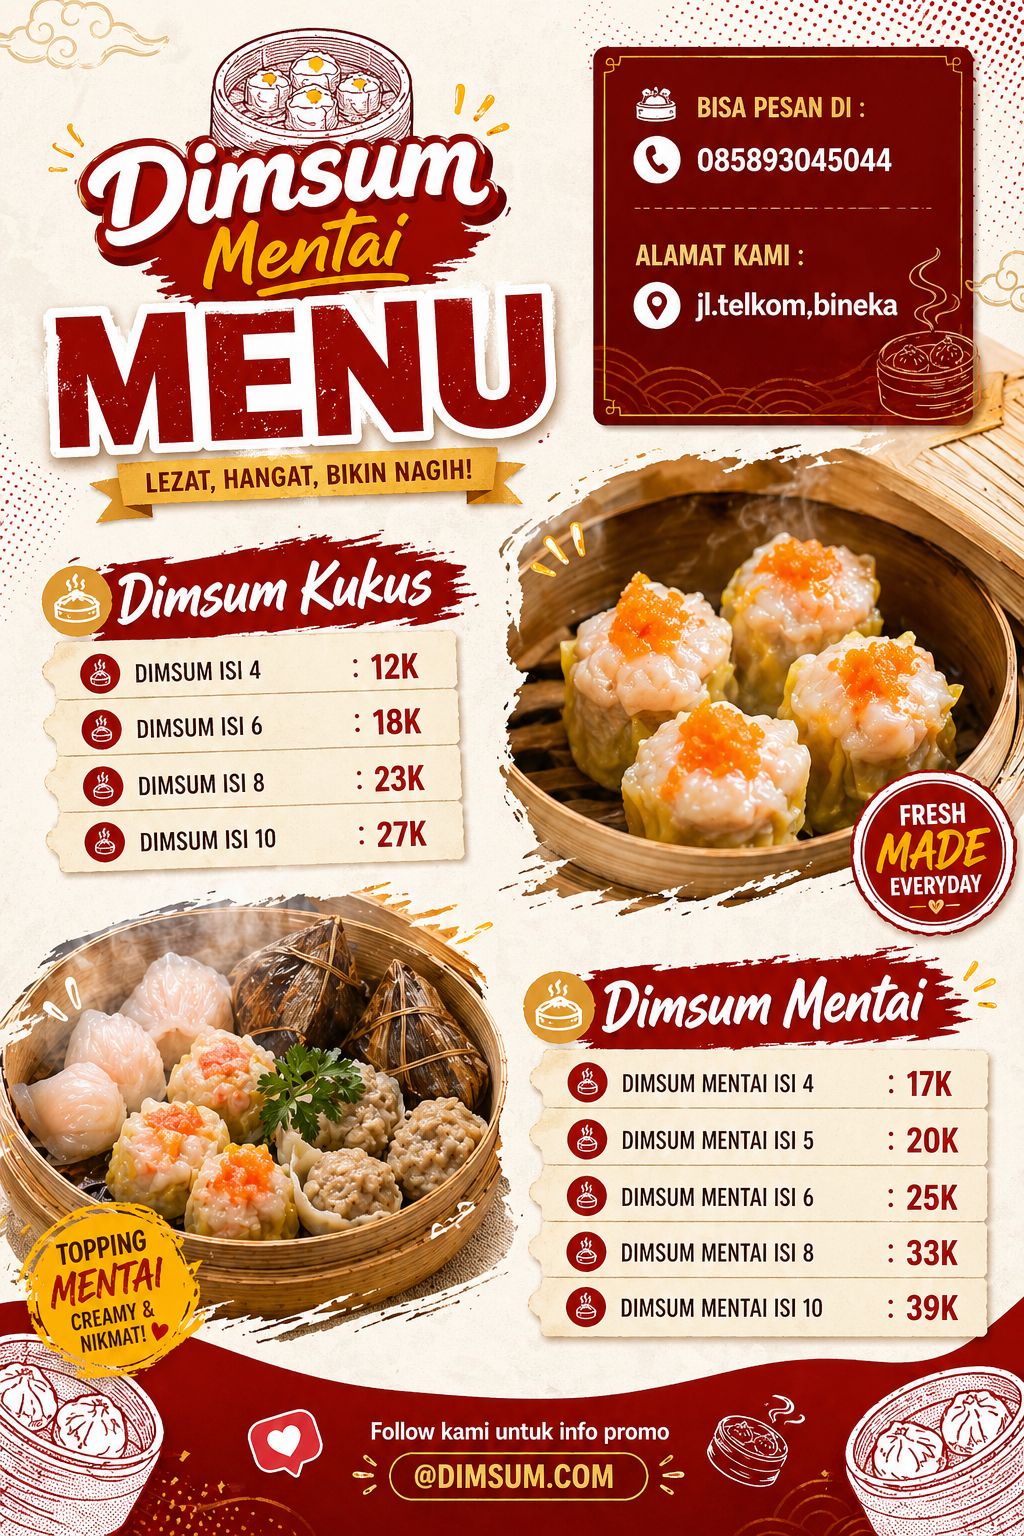 Dimsum
Mentai
MENU
LEZAT, HANGAT, BIKIN NAGIH!
BISA PESAN DI :
085893045044
ALAMAT KAMI :
jl.telkom,bineka
Dimsum Kukus
DIMSUM ISI 4 : 12K
DIMSUM ISI 6 : 18K
DIMSUM ISI 8 : 23K
DIMSUM ISI 10 : 27K
FRESH
MADE
EVERYDAY
Dimsum Mentai
DIMSUM MENTAI ISI 4 : 17K
DIMSUM MENTAI ISI 5 : 20K
DIMSUM MENTAI ISI 6 : 25K
DIMSUM MENTAI ISI 8 : 33K
DIMSUM MENTAI ISI 10 : 39K
TOPPING
MENTAI
CREAMY &
NIKMAT!
Follow kami untuk info promo
@DIMSUM.COM